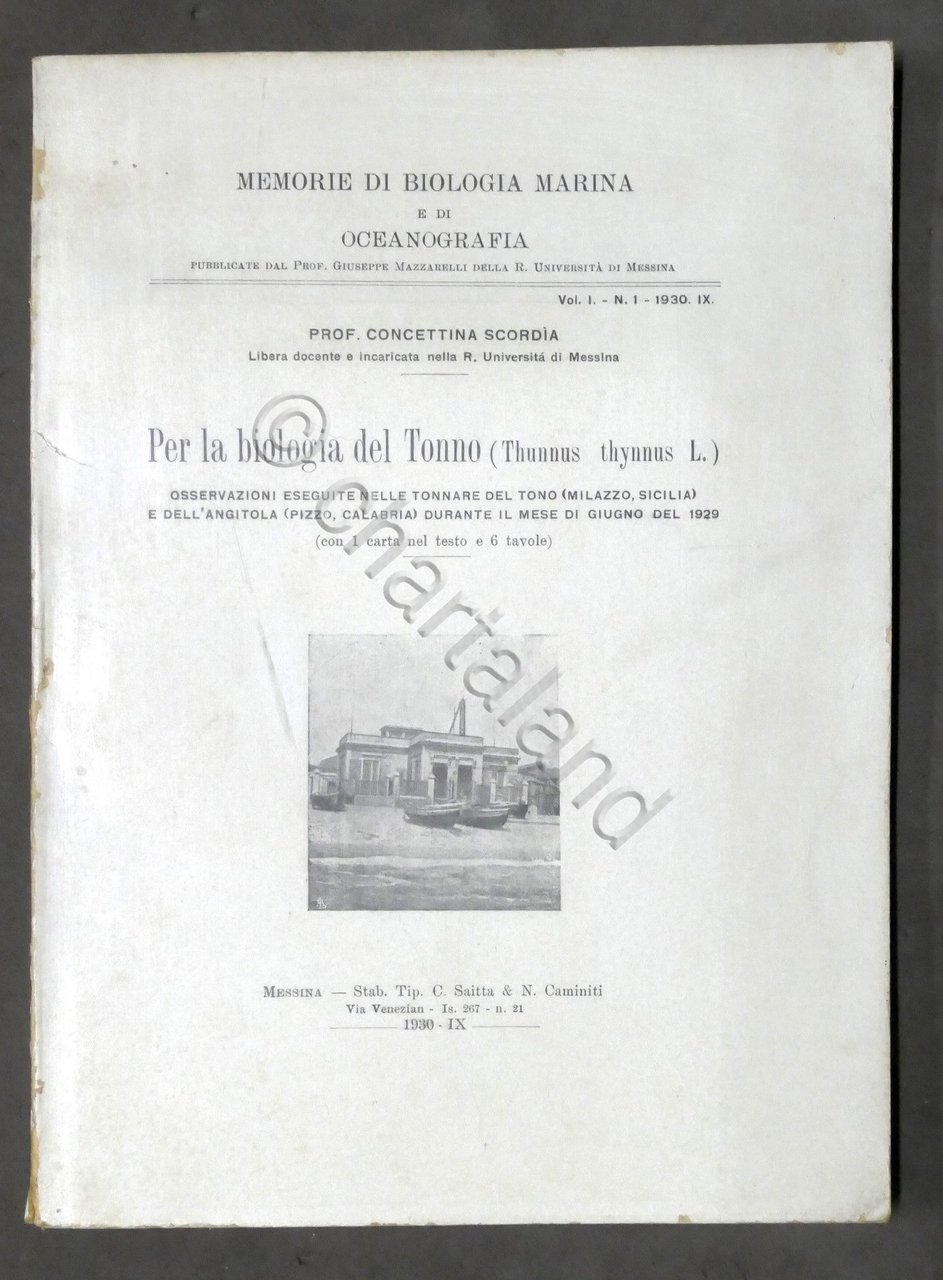 MEMORIE DI BIOLOGIA MARINA
E DI
OCEANOGRAFIA
PUBBLICATE DAL PROF. GIUSEPPE MAZZARELLI DELLA R. UNIVERSITÀ DI MESSINA
Vol. I. - N. 1 - 1930. IX.
PROF. CONCETTINA SCORDÌA
Libera docente e incaricata nella R. Universitá di Messina
Per la biologia del Tonno (Thunnus thynnus L.)
OSSERVAZIONI ESEGUITE NELLE TONNARE DEL TONO (MILAZZO, SICILIA)
E DELL'ANGITOLA (PIZZO, CALABRIA) DURANTE IL MESE DI GIUGNO DEL 1929
(con 1 carta nel testo e 6 tavole)
© chartaland
MESSINA — Stab. Tip. C. Saitta & N. Caminiti
Via Venezian - Is. 267 - n. 21
1930 - IX